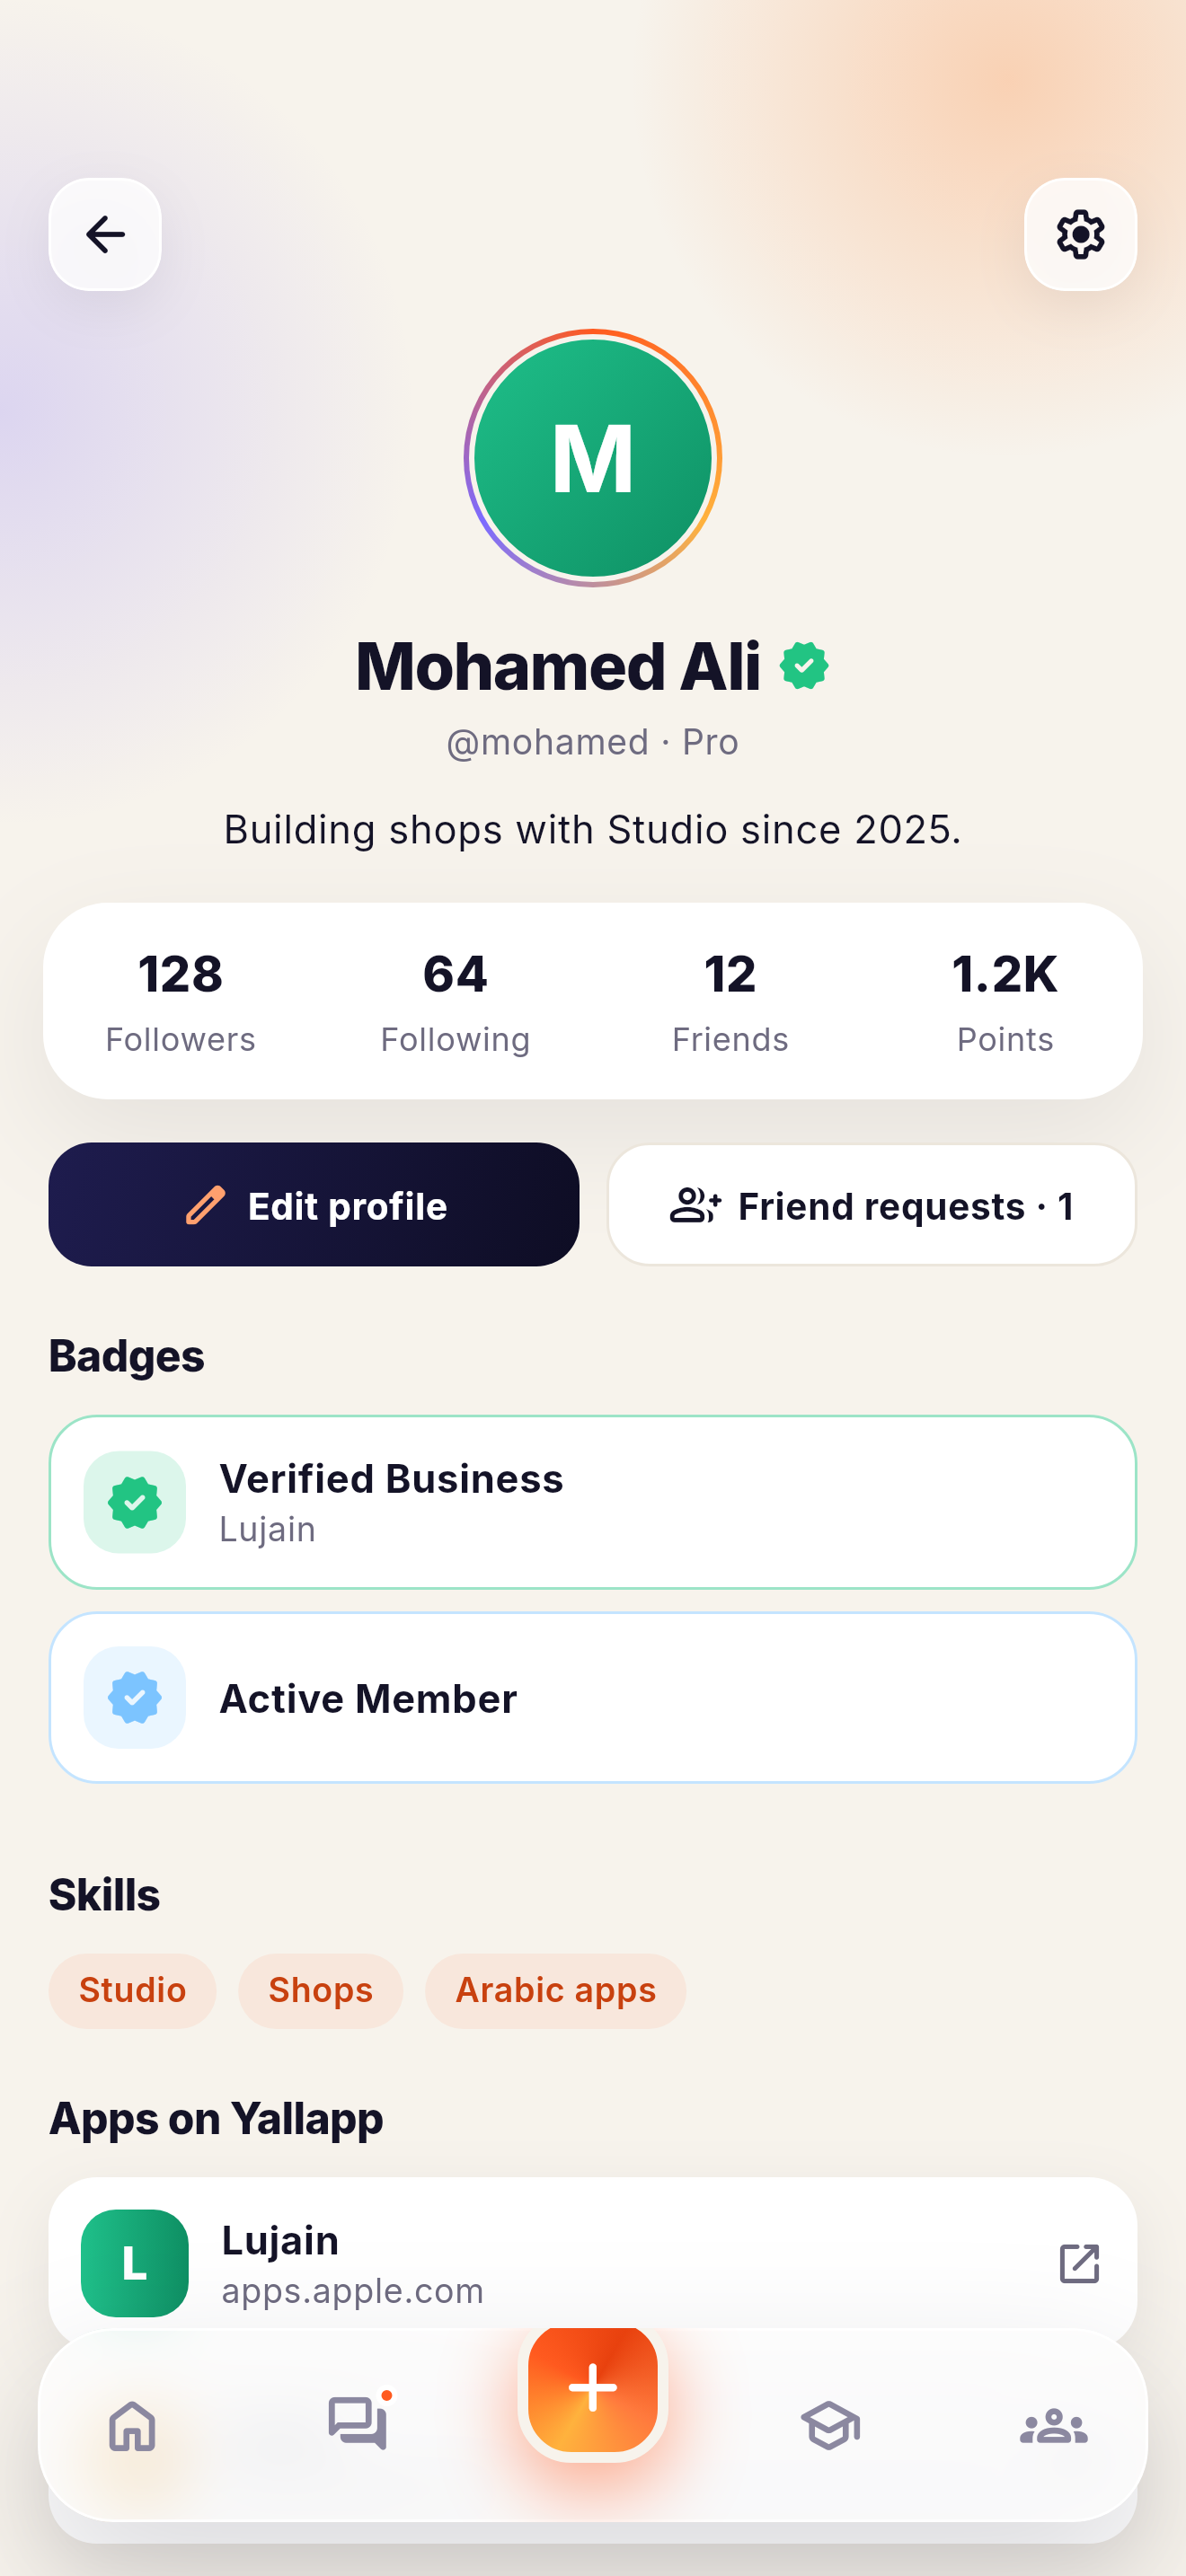 M
Mohamed Ali
@mohamed · Pro
Building shops with Studio since 2025.
128 64 12 1.2K
Followers Following Friends Points
Edit profile Friend requests · 1
Badges
Verified Business
Lujain
Active Member
Skills
Studio Shops Arabic apps
Apps on Yallapp
L
Lujain
apps.apple.com